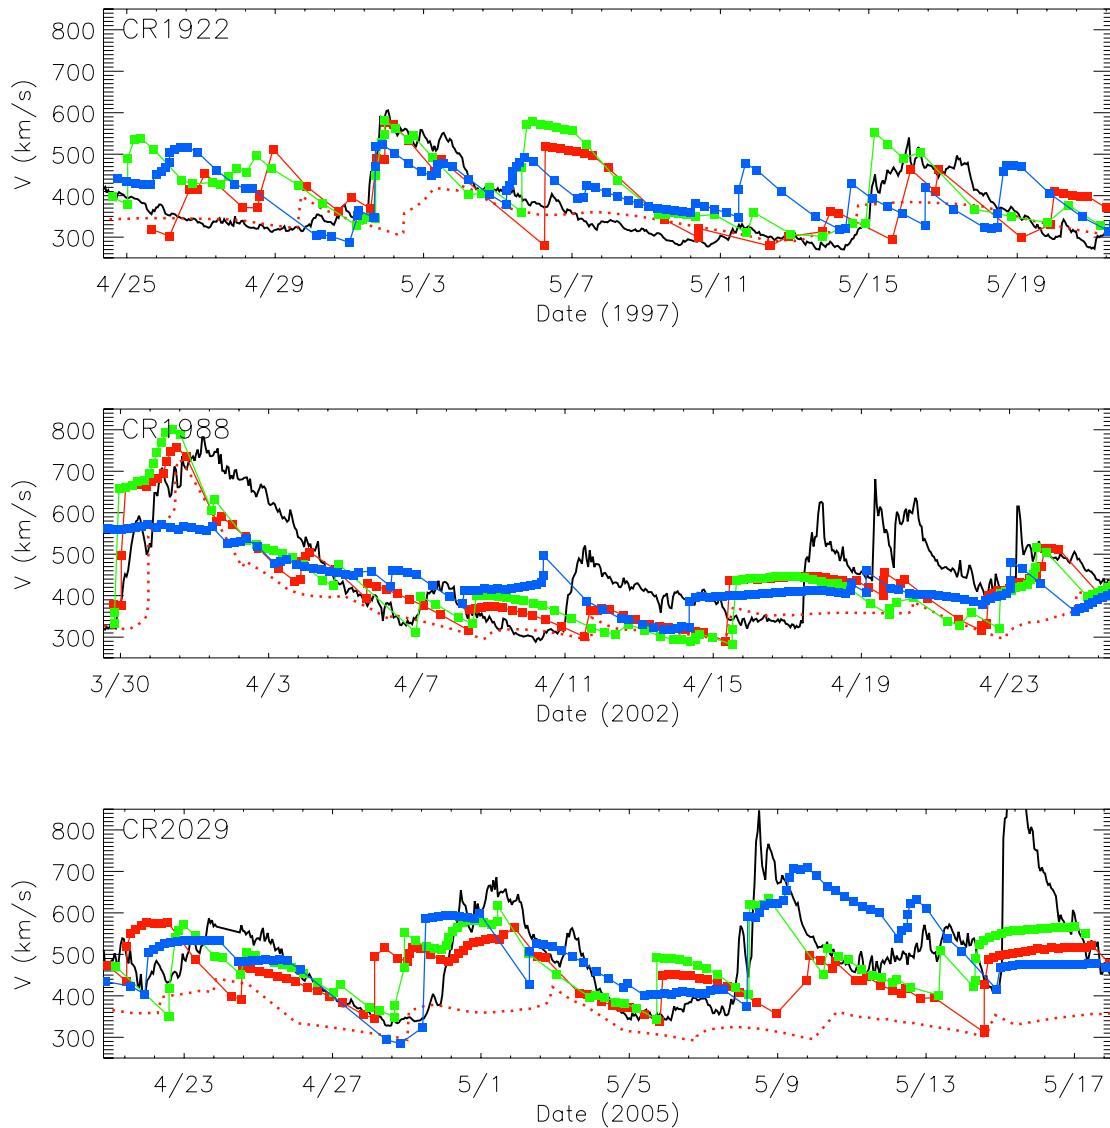 CR1922
800
700
600
500
400
300
V (km/s)
4/25 4/29 5/3 5/7 5/11 5/15 5/19
Date (1997)
CR1988
800
700
600
500
400
300
V (km/s)
3/30 4/3 4/7 4/11 4/15 4/19 4/23
Date (2002)
CR2029
800
700
600
500
400
300
V (km/s)
4/23 4/27 5/1 5/5 5/9 5/13 5/17
Date (2005)